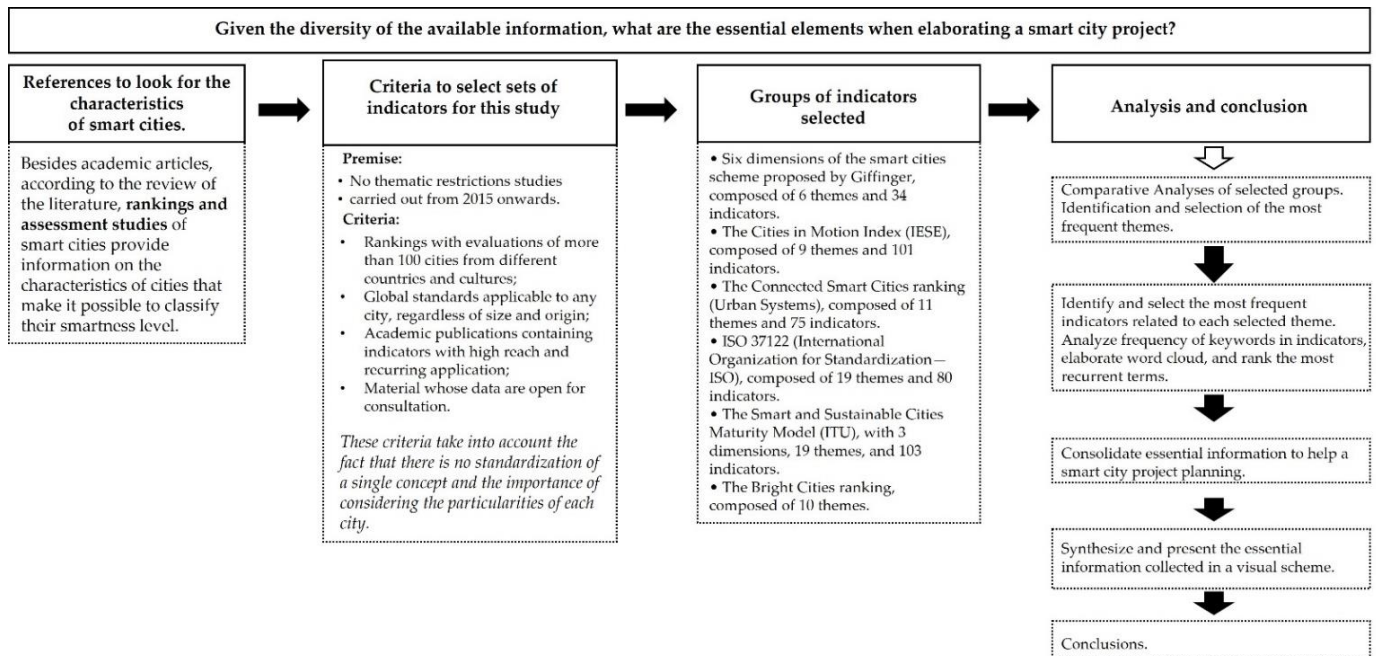 Given the diversity of the available information, what are the essential elements when elaborating a smart city project?
References to look for the
characteristics
of smart cities.
Besides academic articles,
according to the review of
the literature, rankings and
assessment studies of
smart cities provide
information on the
characteristics of cities that
make it possible to classify
their smartness level.
Criteria to select sets of
indicators for this study
Premise:
• No thematic restrictions studies
• carried out from 2015 onwards.
Criteria:
• Rankings with evaluations of more
than 100 cities from different
countries and cultures;
• Global standards applicable to any
city, regardless of size and origin;
• Academic publications containing
indicators with high reach and
recurring application;
• Material whose data are open for
consultation.
These criteria take into account the
fact that there is no standardization of
a single concept and the importance of
considering the particularities of each
city.
Groups of indicators
selected
• Six dimensions of the smart cities
scheme proposed by Giffinger,
composed of 6 themes and 34
indicators.
• The Cities in Motion Index (IESE),
composed of 9 themes and 101
indicators.
• The Connected Smart Cities ranking
(Urban Systems), composed of 11
themes and 75 indicators.
• ISO 37122 (International
Organization for Standardization—
ISO), composed of 19 themes and 80
indicators.
• The Smart and Sustainable Cities
Maturity Model (ITU), with 3
dimensions, 19 themes, and 103
indicators.
• The Bright Cities ranking,
composed of 10 themes.
Analysis and conclusion
Comparative Analyses of selected groups.
Identification and selection of the most
frequent themes.
Identify and select the most frequent
indicators related to each selected theme.
Analyze frequency of keywords in indicators,
elaborate word cloud, and rank the most
recurrent terms.
Consolidate essential information to help a
smart city project planning.
Synthesize and present the essential
information collected in a visual scheme.
Conclusions.